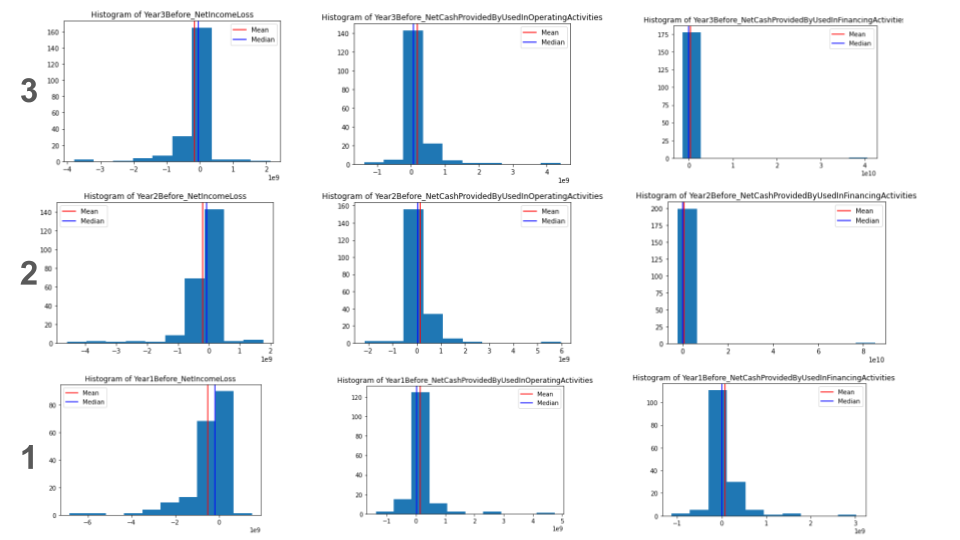 Histogram of Year3Before_NetIncomeLoss
Mean
Median
160
140
120
100
80
60
40
20
0
−4 −3 −2 −1 0 1 2
1e9
Histogram of Year3Before_NetCashProvidedByUsedInOperatingActivities
Mean
Median
140
120
100
80
60
40
20
0
−1 0 1 2 3 4
1e9
Histogram of Year3Before_NetCashProvidedByUsedInFinancingActivitie
Mean
Median
175
150
125
100
75
50
25
0
0 1 2 3 4
1e10
3
Histogram of Year2Before_NetIncomeLoss
Mean
Median
140
120
100
80
60
40
20
0
−4 −3 −2 −1 0 1 2
1e9
Histogram of Year2Before_NetCashProvidedByUsedInOperatingActivities
Mean
Median
160
140
120
100
80
60
40
20
0
−2 −1 0 1 2 3 4 5 6
1e9
Histogram of Year2Before_NetCashProvidedByUsedInFinancingActivities
Mean
Median
200
175
150
125
100
75
50
25
0
0 2 4 6 8
1e10
2
Histogram of Year1Before_NetIncomeLoss
Mean
Median
80
60
40
20
0
−6 −4 −2 0
1e9
Histogram of Year1Before_NetCashProvidedByUsedInOperatingActivities
Mean
Median
120
100
80
60
40
20
0
−1 0 1 2 3 4 5
1e9
Histogram of Year1Before_NetCashProvidedByUsedInFinancingActivities
Mean
Median
100
80
60
40
20
0
−1 0 1 2 3
1e9
1